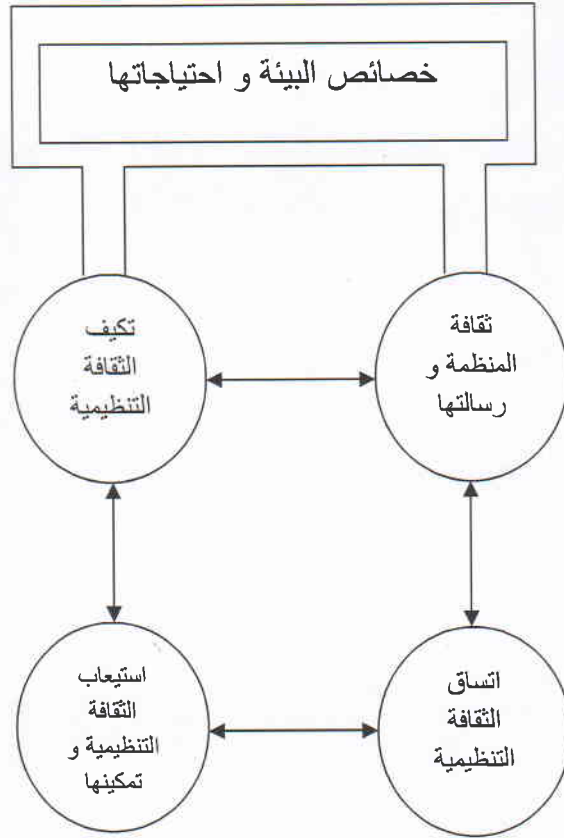 خصائص البيئة و احتياجاتها
ثقافة
المنظمة و
رسالتها
تكيف
الثقافة
التنظيمية
اتساق
الثقافة
التنظيمية
استيعاب
الثقافة
التنظيمية و
تمكينها